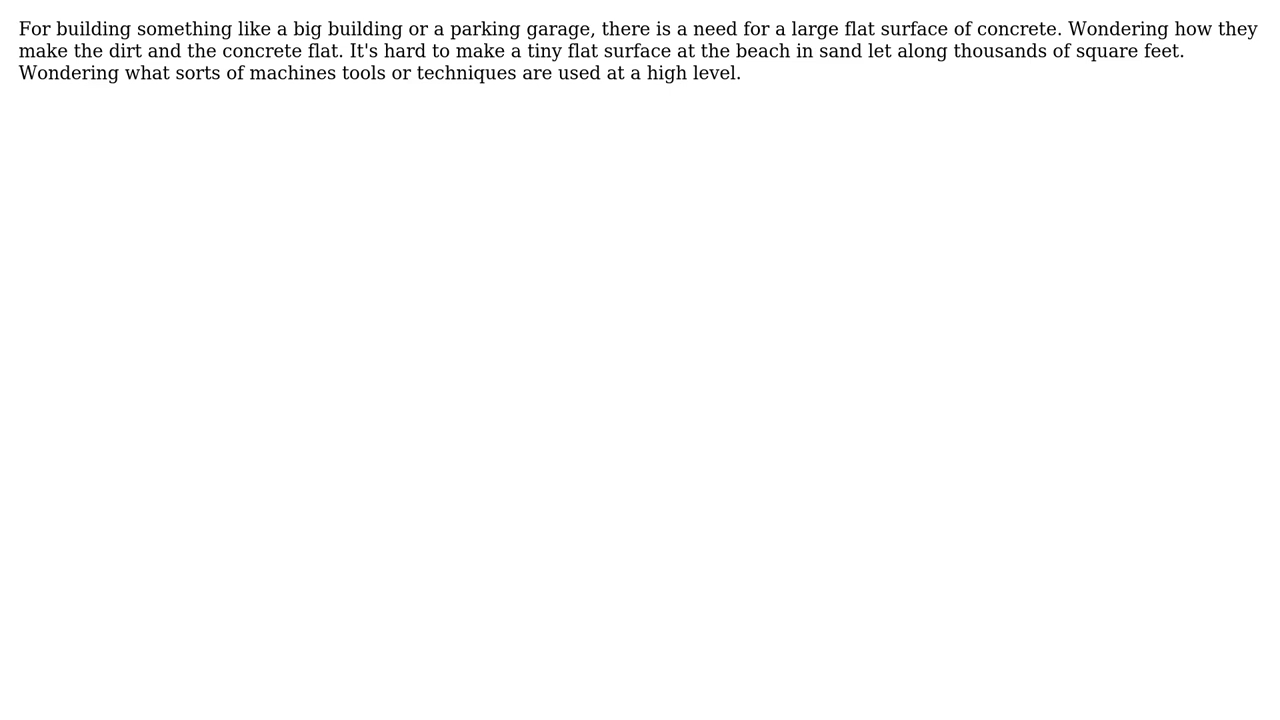 For building something like a big building or a parking garage, there is a need for a large flat surface of concrete. Wondering how they
make the dirt and the concrete flat. It's hard to make a tiny flat surface at the beach in sand let along thousands of square feet.
Wondering what sorts of machines tools or techniques are used at a high level.